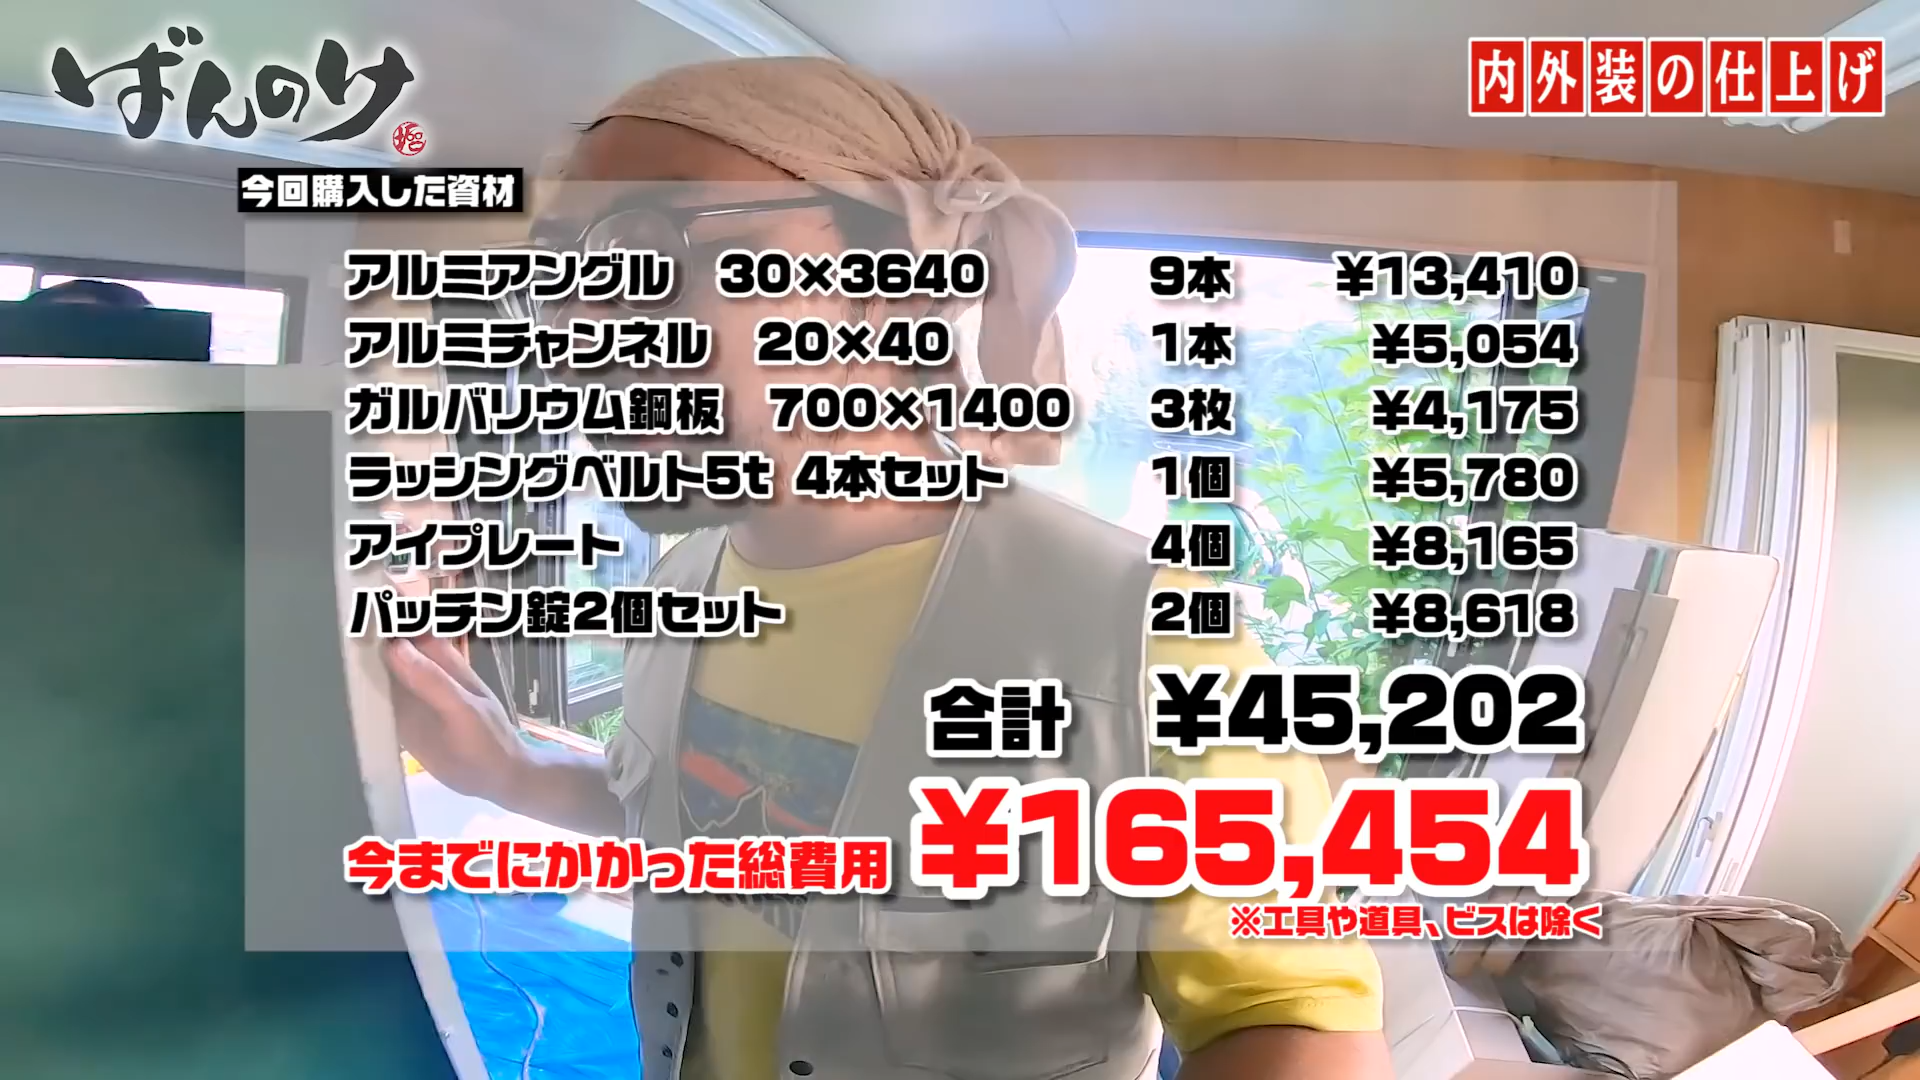 ばんのけ
内外装の仕上げ
今回購入した資材
アルミアングル 30×3640 9本 ¥13,410
アルミチャンネル 20×40 1本 ¥5,054
ガルバリウム鋼板 700×1400 3枚 ¥4,175
ラッシングベルト5t 4本セット 1個 ¥5,780
アイプレート 4個 ¥8,165
パッチン錠2個セット 2個 ¥8,618
合計 ¥45,202
今までにかかった総費用 ¥165,454
※工具や道具、ビスは除く